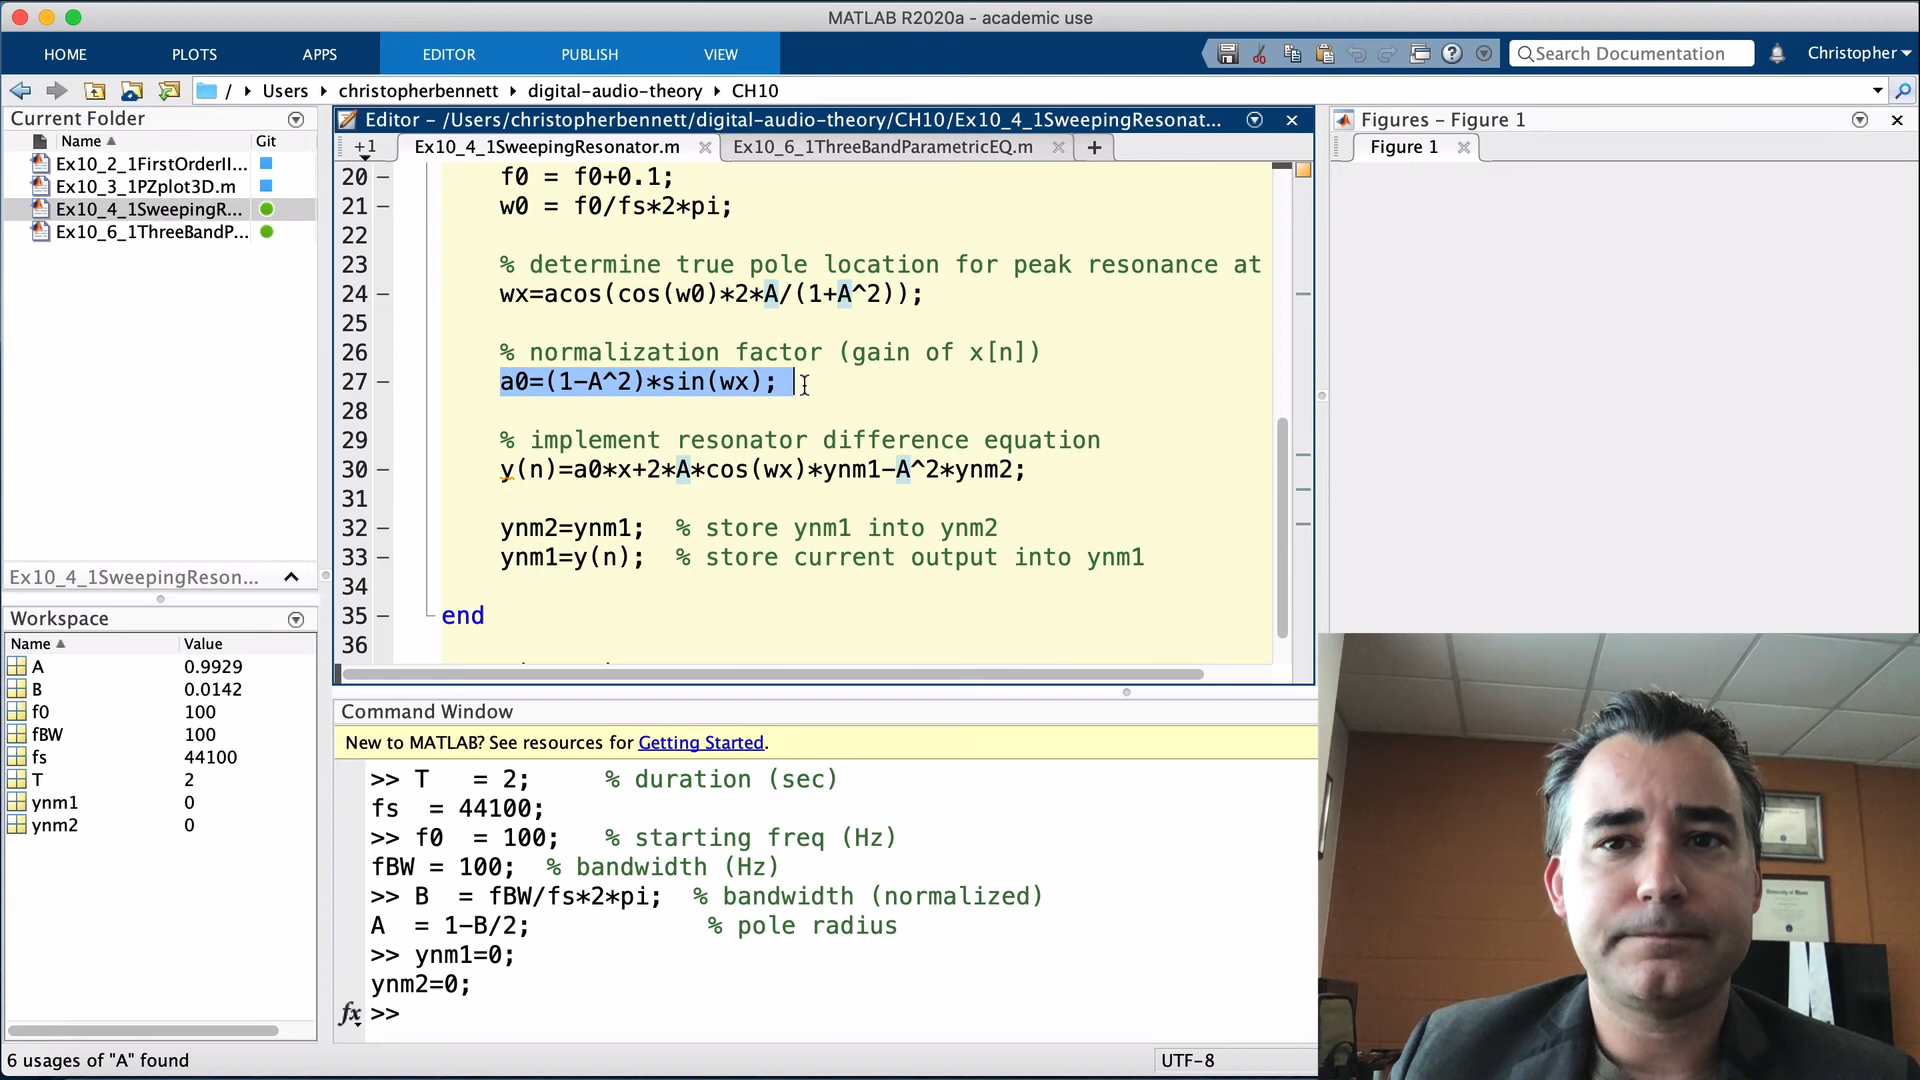 MATLAB R2020a - academic use
HOME PLOTS APPS EDITOR PUBLISH VIEW Search Documentation Christopher
/ Users christopherbennett digital-audio-theory CH10
Current Folder
Name Git
Ex10_2_1FirstOrderII...
Ex10_3_1PZplot3D.m
Ex10_4_1SweepingR...
Ex10_6_1ThreeBandP...
Ex10_4_1SweepingReson...
Workspace
Name Value
A 0.9929
B 0.0142
f0 100
fBW 100
fs 44100
T 2
ynm1 0
ynm2 0
6 usages of "A" found
Editor - /Users/christopherbennett/digital-audio-theory/CH10/Ex10_4_1SweepingResonat...
+1 Ex10_4_1SweepingResonator.m Ex10_6_1ThreeBandParametricEQ.m +
20 - f0 = f0+0.1;
21 - w0 = f0/fs*2*pi;
22
23 % determine true pole location for peak resonance at
24 - wx=acos(cos(w0)*2*A/(1+A^2));
25
26 % normalization factor (gain of x[n])
27 - a0=(1-A^2)*sin(wx);
28
29 % implement resonator difference equation
30 - y(n)=a0*x+2*A*cos(wx)*ynm1-A^2*ynm2;
31
32 - ynm2=ynm1; % store ynm1 into ynm2
33 - ynm1=y(n); % store current output into ynm1
34
35 - end
36
Command Window
New to MATLAB? See resources for Getting Started.
>> T = 2; % duration (sec)
fs = 44100;
>> f0 = 100; % starting freq (Hz)
fBW = 100; % bandwidth (Hz)
>> B = fBW/fs*2*pi; % bandwidth (normalized)
A = 1-B/2; % pole radius
>> ynm1=0;
ynm2=0;
fx >>
UTF-8
Figures - Figure 1
Figure 1